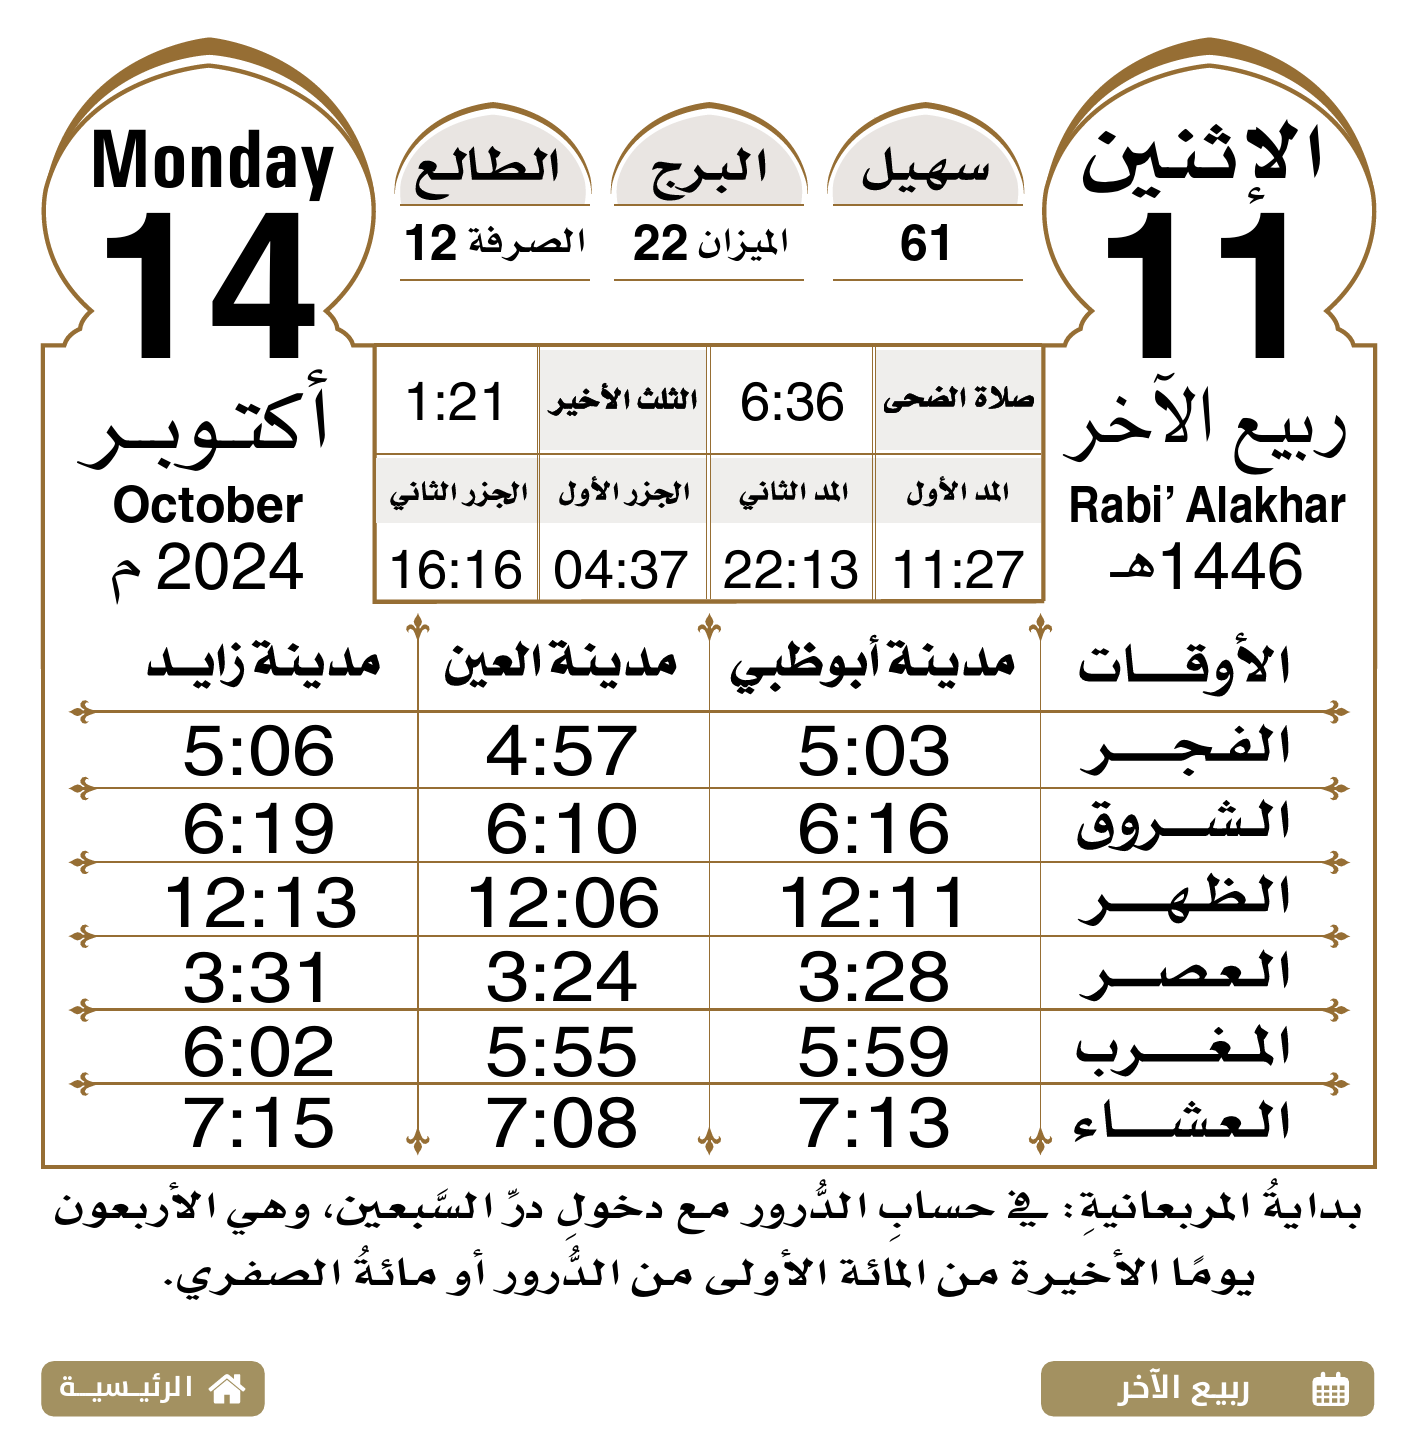 الإثنين
11
ربيع الآخر
Rabi’ Alakhar
1446هـ
سهيل
61
البرج
الميزان 22
الطالع
الصرفة 12
Monday
14
أكتوبر
October
2024 م
صلاة الضحى 6:36 الثلث الأخير 1:21
المد الأول المد الثاني الجزر الأول الجزر الثاني
11:27 22:13 04:37 16:16
الأوقات مدينة أبوظبي مدينة العين مدينة زايد
الفجر 5:03 4:57 5:06
الشروق 6:16 6:10 6:19
الظهر 12:11 12:06 12:13
العصر 3:28 3:24 3:31
المغرب 5:59 5:55 6:02
العشاء 7:13 7:08 7:15
بدايةُ المربعانيةِ: في حسابِ الدُّرور مع دخولِ درِّ السَّبعين، وهي الأربعون
يومًا الأخيرة من المائة الأولى من الدُّرور أو مائةُ الصفري.
ربيع الآخر
الرئيسية